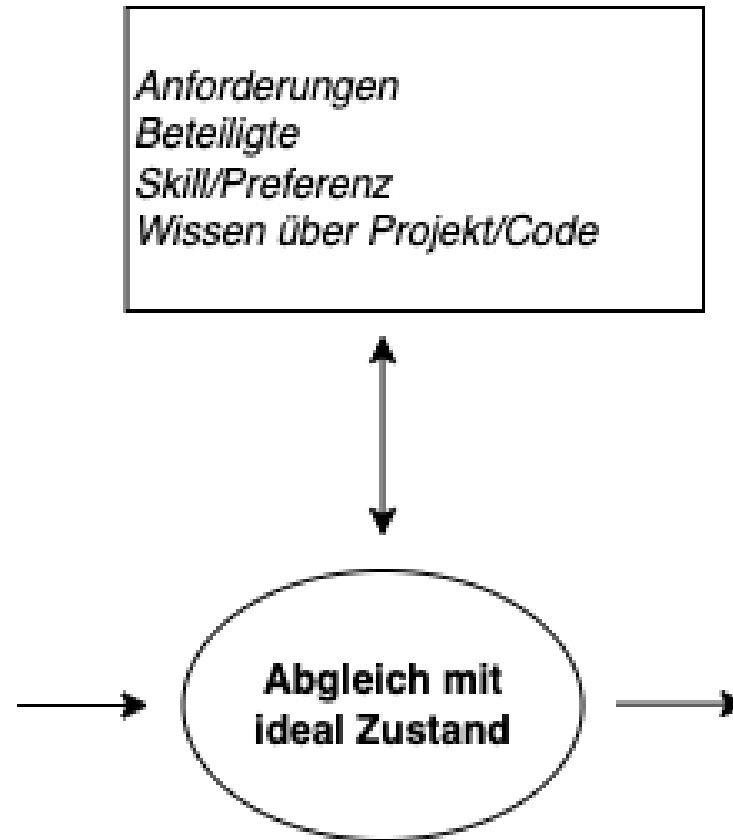 Anforderungen
Beteiligte
Skill/Preferenz
Wissen über Projekt/Code
Abgleich mit
ideal Zustand